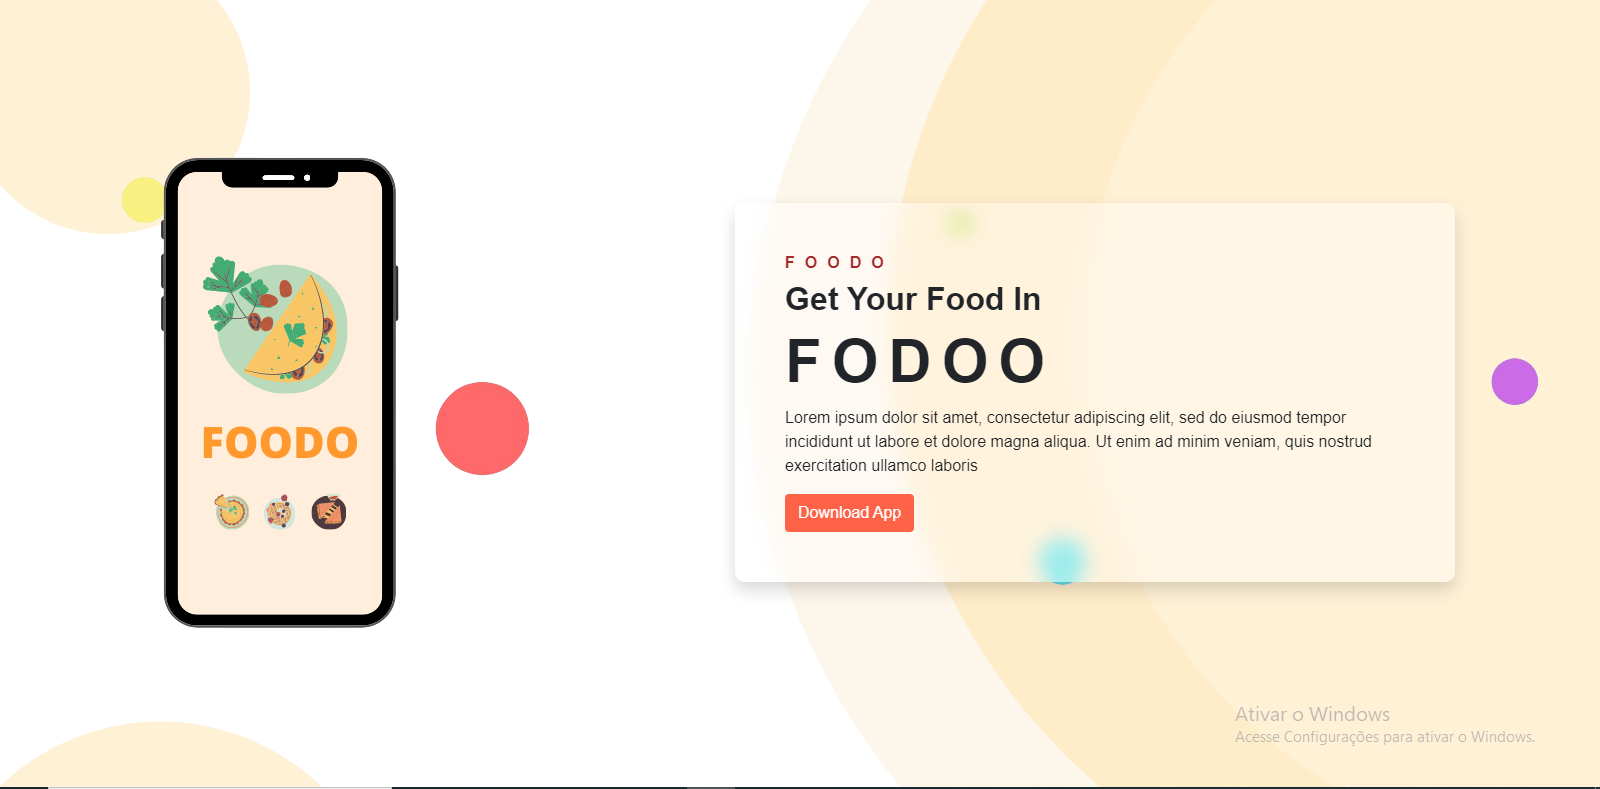 FOODO
FOODO
Get Your Food In
FODOO
Lorem ipsum dolor sit amet, consectetur adipiscing elit, sed do eiusmod tempor
incididunt ut labore et dolore magna aliqua. Ut enim ad minim veniam, quis nostrud
exercitation ullamco laboris
Download App
Ativar o Windows
Acesse Configurações para ativar o Windows.